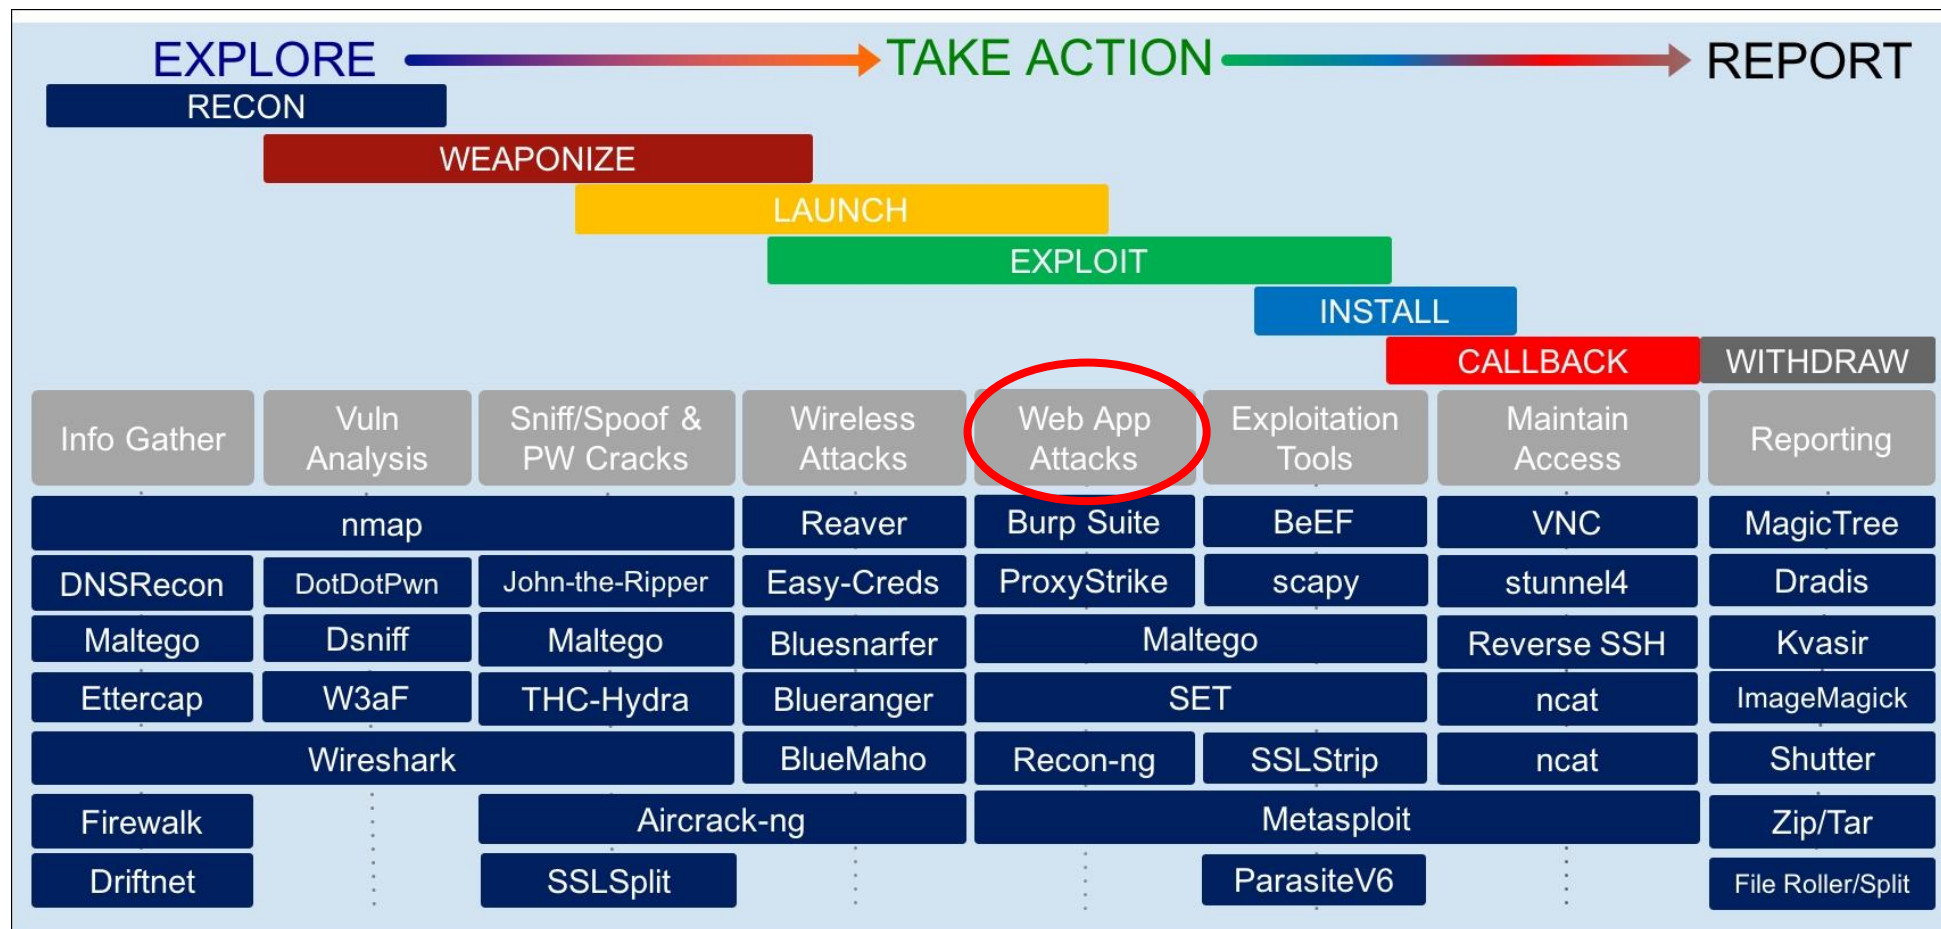 EXPLORE TAKE ACTION REPORT
RECON
WEAPONIZE
LAUNCH
EXPLOIT
INSTALL
CALLBACK WITHDRAW
Info Gather
Vuln
Analysis
Sniff/Spoof &
PW Cracks
Wireless
Attacks
Web App
Attacks
Exploitation
Tools
Maintain
Access
Reporting
nmap Reaver Burp Suite BeEF VNC MagicTree
DNSRecon DotDotPwn John-the-Ripper Easy-Creds ProxyStrike scapy stunnel4 Dradis
Maltego Dsniff Maltego Bluesnarfer Maltego Reverse SSH Kvasir
Ettercap W3aF THC-Hydra Blueranger SET ncat ImageMagick
Wireshark BlueMaho Recon-ng SSLStrip ncat Shutter
Firewalk Aircrack-ng Metasploit Zip/Tar
Driftnet SSLSplit ParasiteV6 File Roller/Split